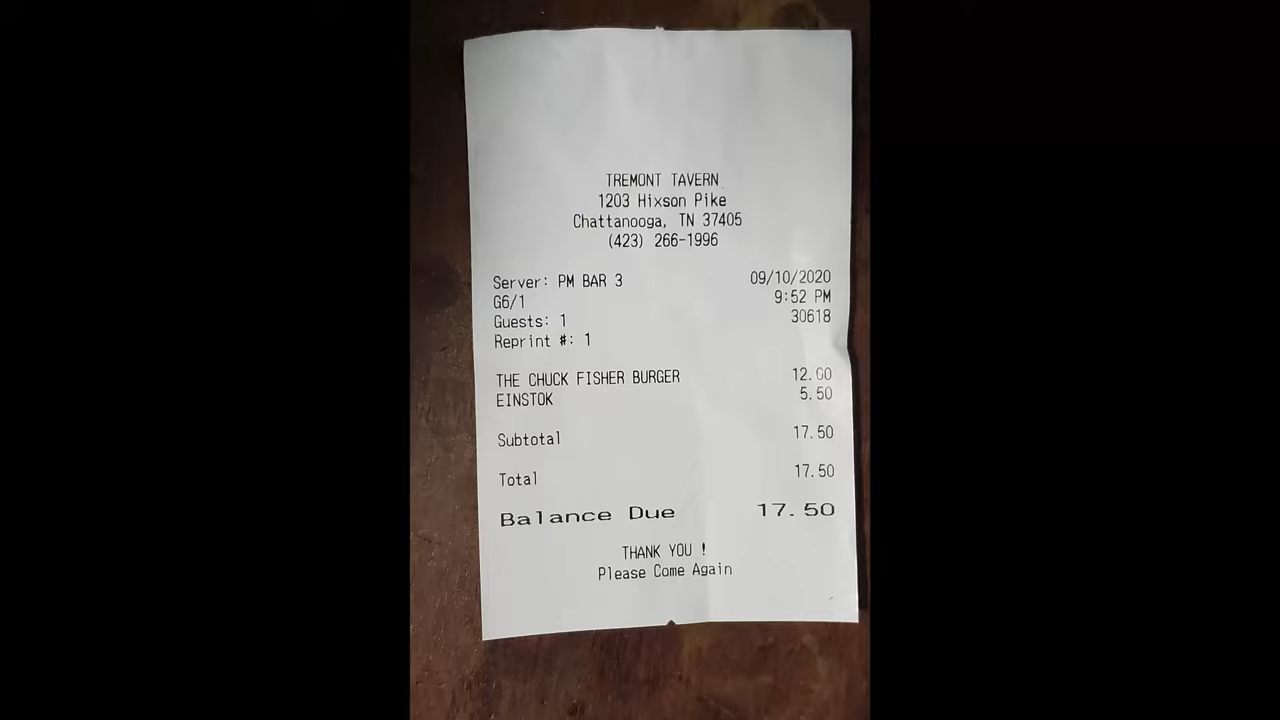 TREMONT TAVERN
1203 Hixson Pike
Chattanooga, TN 37405
(423) 266-1996
Server: PM BAR 3 09/10/2020
G6/1 9:52 PM
Guests: 1 30618
Reprint #: 1
THE CHUCK FISHER BURGER 12.00
EINSTOK 5.50
Subtotal 17.50
Total 17.50
Balance Due 17.50
THANK YOU !
Please Come Again